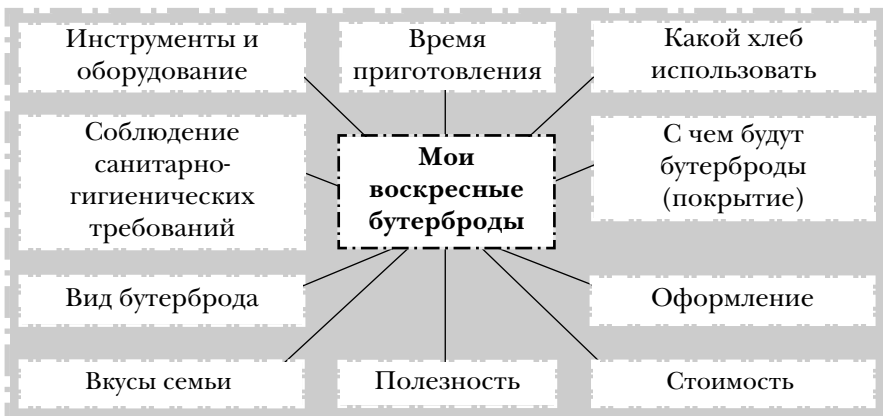 Инструменты и
оборудование
Время
приготовления
Какой хлеб
использовать
Соблюдение
санитарно-
гигиенических
требований
Мои
воскресные
бутерброды
С чем будут
бутерброды
(покрытие)
Вид бутерброда
Оформление
Вкусы семьи
Полезность
Стоимость